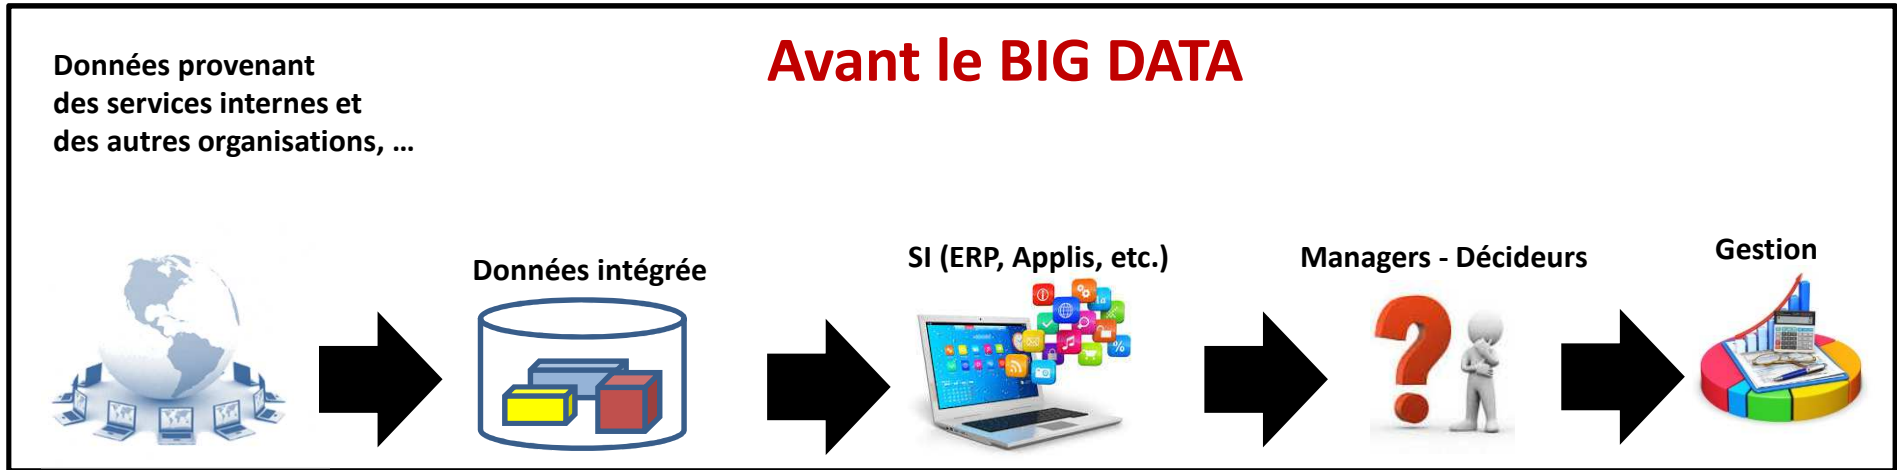 Avant le BIG DATA
Données provenant
des services internes et
des autres organisations, ...
Données intégrée
SI (ERP, Applis, etc.)
Managers - Décideurs
Gestion